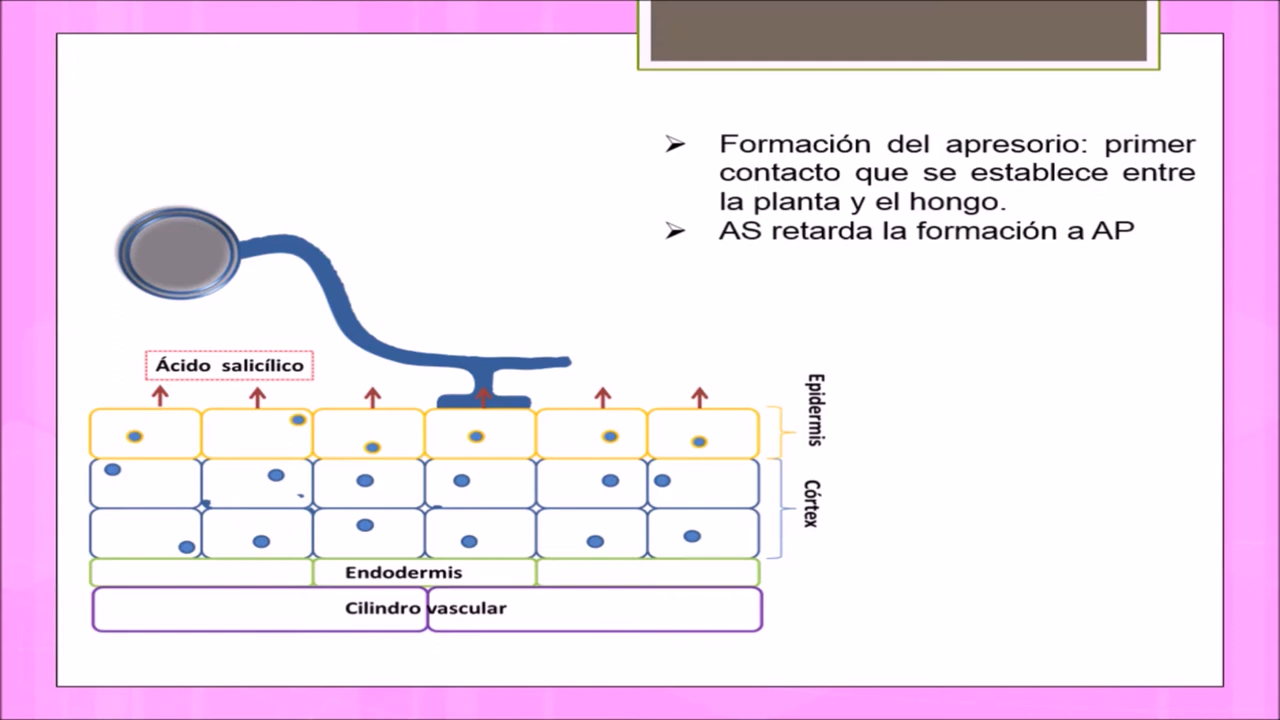 Formación del apresorio: primer
contacto que se establece entre
la planta y el hongo.
AS retarda la formación a AP
Ácido salicílico
Epidermis
Córtex
Endodermis
Cilindro vascular